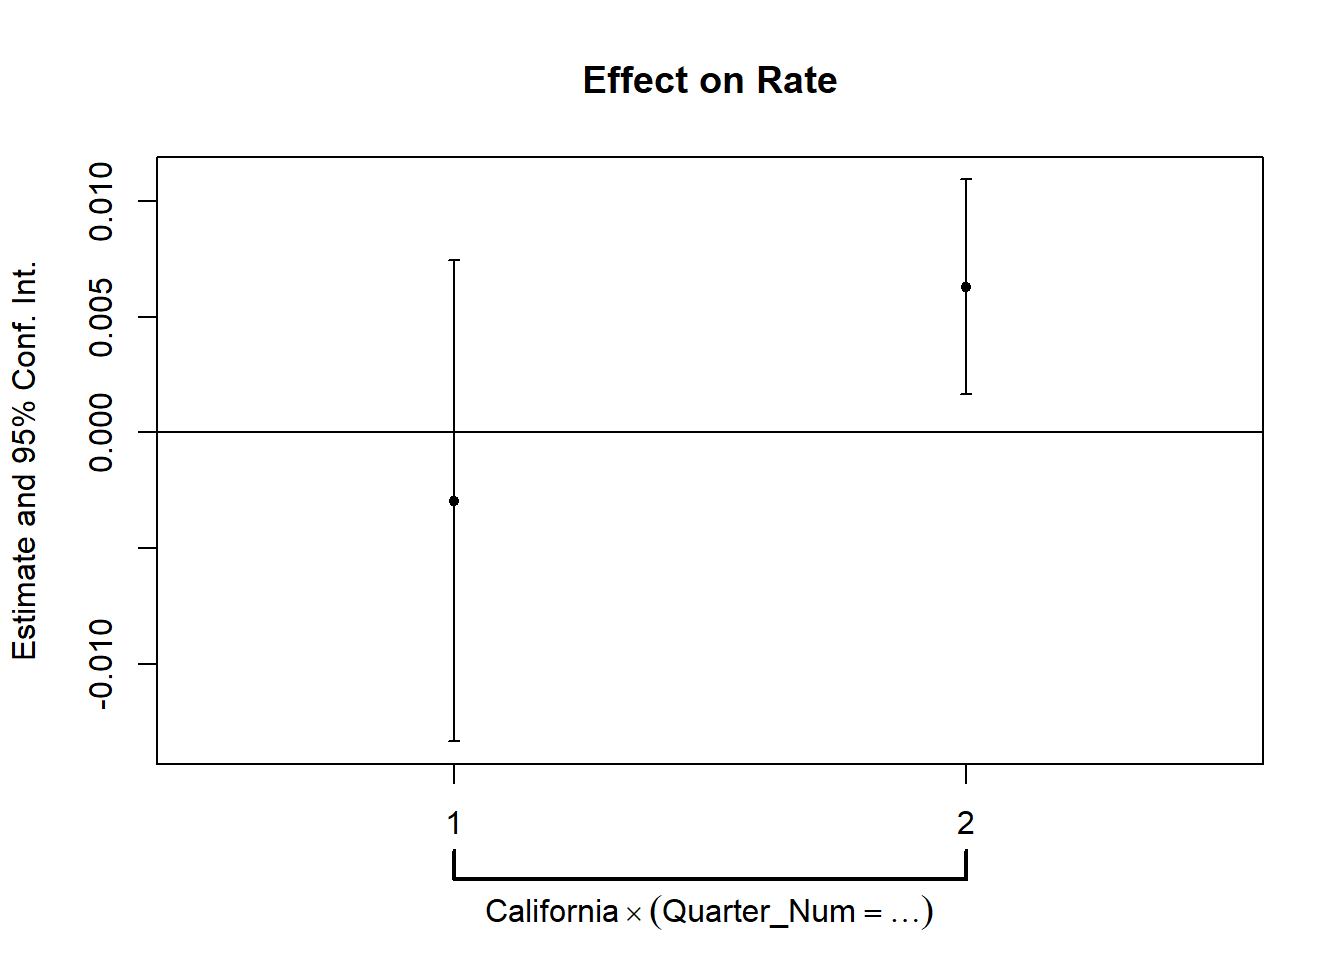 Effect on Rate
Estimate and 95% Conf. Int.
0.010
0.005
0.000
-0.010
1
2
California × (Quarter_Num = …)